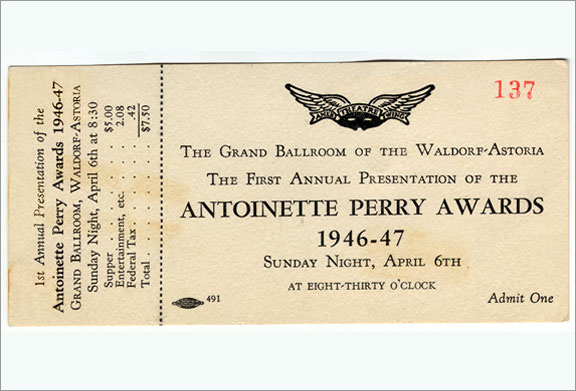 1st Annual Presentation of the
Antoinette Perry Awards 1946-47
Grand Ballroom, Waldorf-Astoria
Sunday Night, April 6th at 8:30
Supper . . . . . . $5.00
Entertainment, etc. . 2.08
Federal Tax . . . . .42
Total . . . . . . $7.50
137
THEATRE WING
The Grand Ballroom of the Waldorf-Astoria
The First Annual Presentation of the
ANTOINETTE PERRY AWARDS
1946-47
Sunday Night, April 6th
at eight-thirty o'clock
491
Admit One